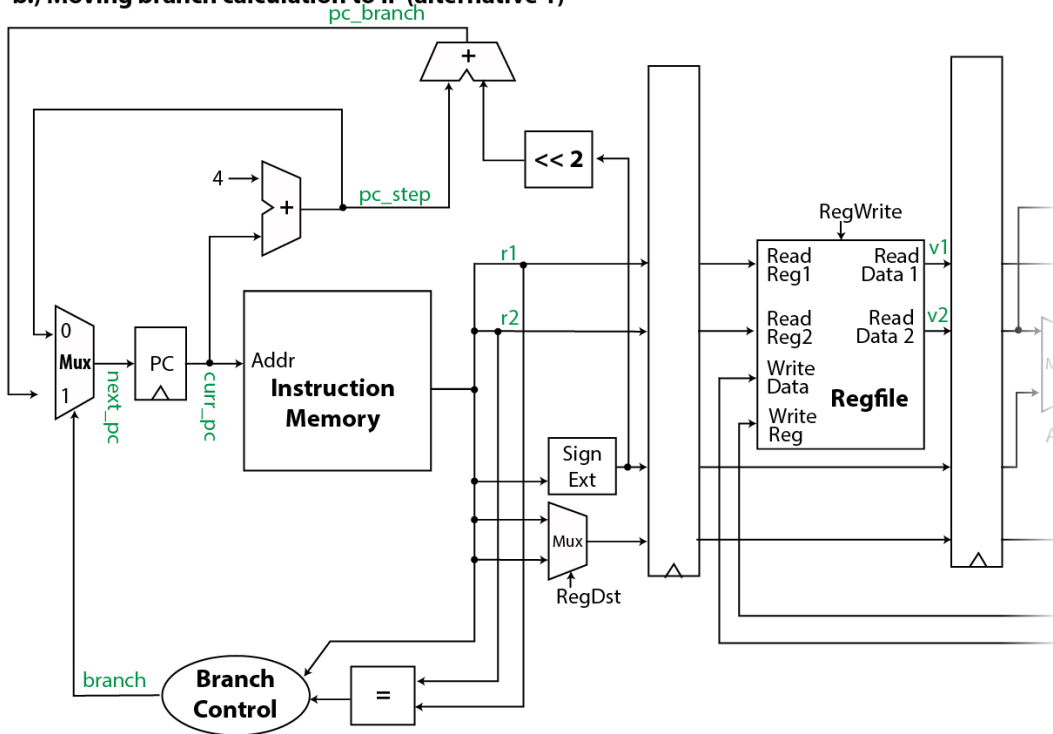 b.) Moving branch calculation to IF (alternative 1)
pc_branch
+
<< 2
4
+
pc_step
RegWrite
r1
Read Reg1
Read Data 1
v1
r2
Read Reg2
Read Data 2
v2
0
Mux
1
next_pc
PC
curr_pc
Addr
Instruction
Memory
Write Data
Write Reg
Regfile
Sign
Ext
Mux
RegDst
branch
Branch
Control
=